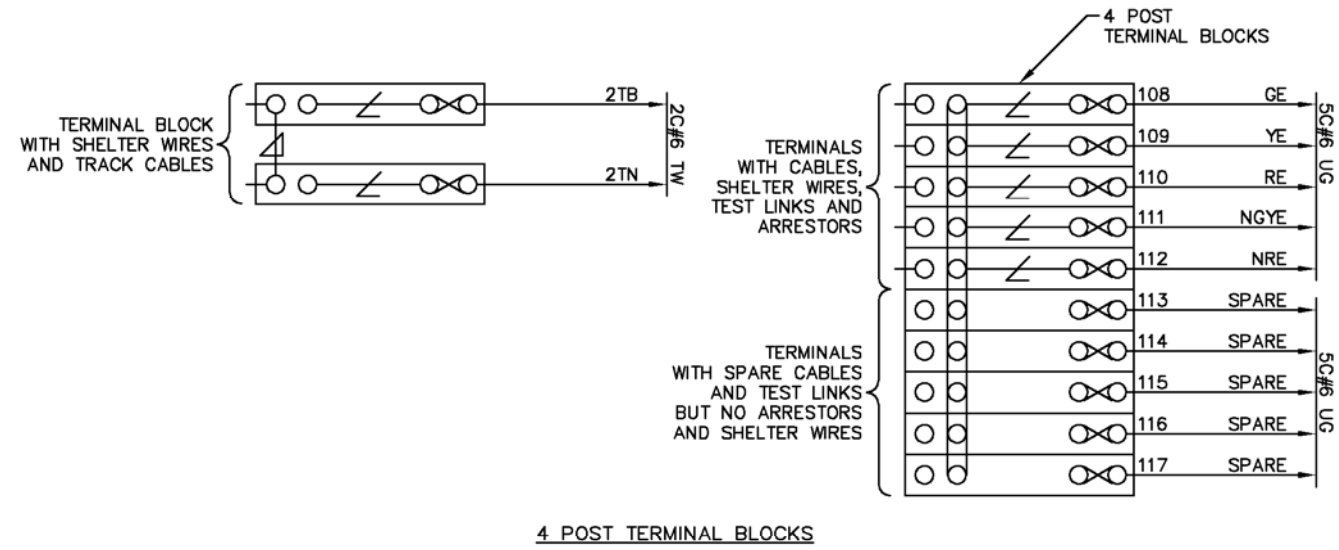 4 POST
TERMINAL BLOCKS
TERMINAL BLOCK
WITH SHELTER WIRES
AND TRACK CABLES
2TB
2TN
2C#6 TW
TERMINALS
WITH CABLES,
SHELTER WIRES,
TEST LINKS AND
ARRESTORS
108 GE
109 YE
110 RE
111 NGYE
112 NRE
5C#6 UG
TERMINALS
WITH SPARE CABLES
AND TEST LINKS
BUT NO ARRESTORS
AND SHELTER WIRES
113 SPARE
114 SPARE
115 SPARE
116 SPARE
117 SPARE
5C#6 UG
4 POST TERMINAL BLOCKS